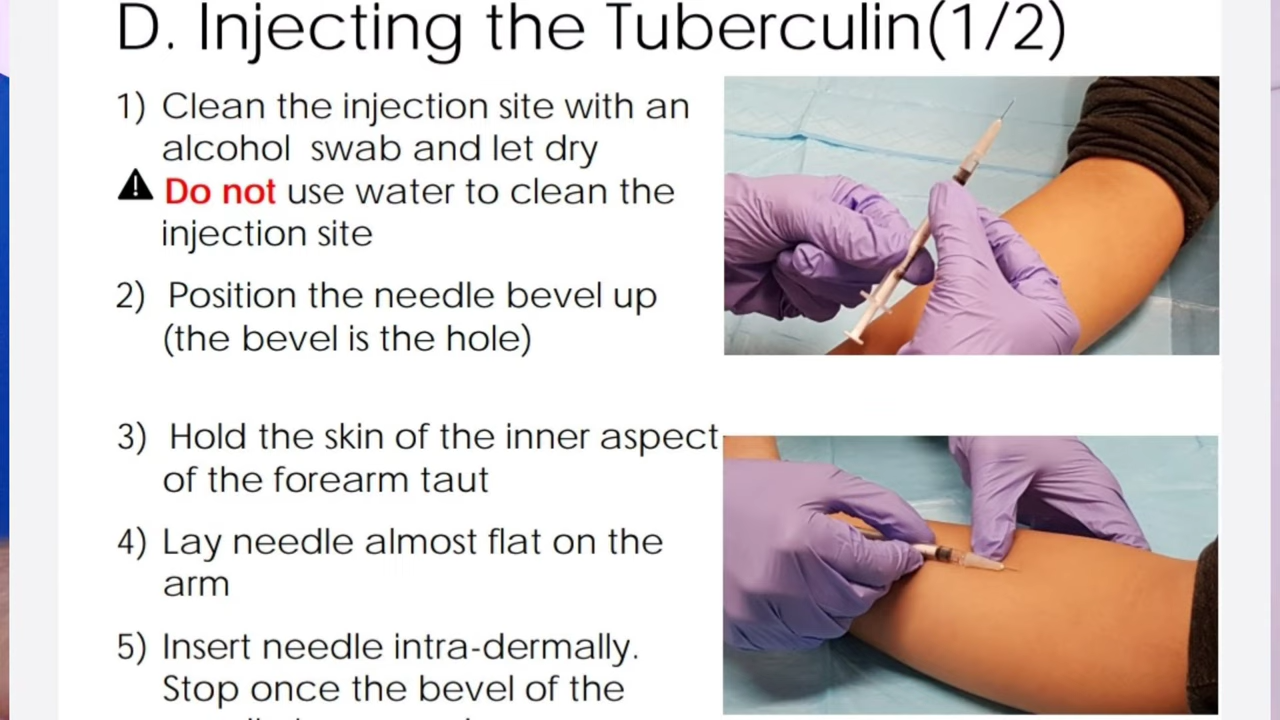 D. Injecting the Tuberculin(1/2)
1) Clean the injection site with an
alcohol swab and let dry
Do not use water to clean the
injection site
2) Position the needle bevel up
(the bevel is the hole)
3) Hold the skin of the inner aspect
of the forearm taut
4) Lay needle almost flat on the
arm
5) Insert needle intra-dermally.
Stop once the bevel of the